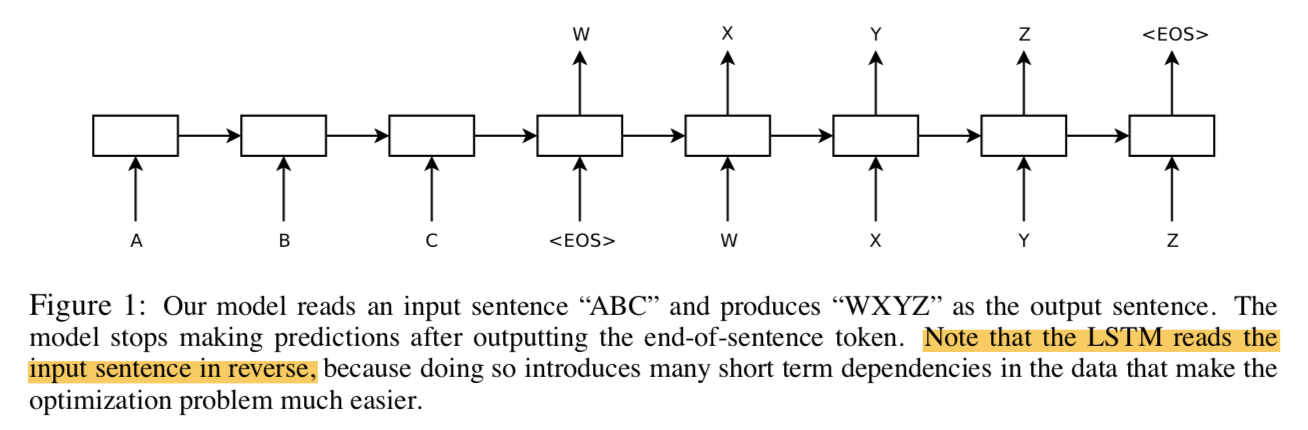 W X Y Z <EOS>
A B C <EOS> W X Y Z
Figure 1: Our model reads an input sentence “ABC” and produces “WXYZ” as the output sentence. The
model stops making predictions after outputting the end-of-sentence token. Note that the LSTM reads the
input sentence in reverse, because doing so introduces many short term dependencies in the data that make the
optimization problem much easier.